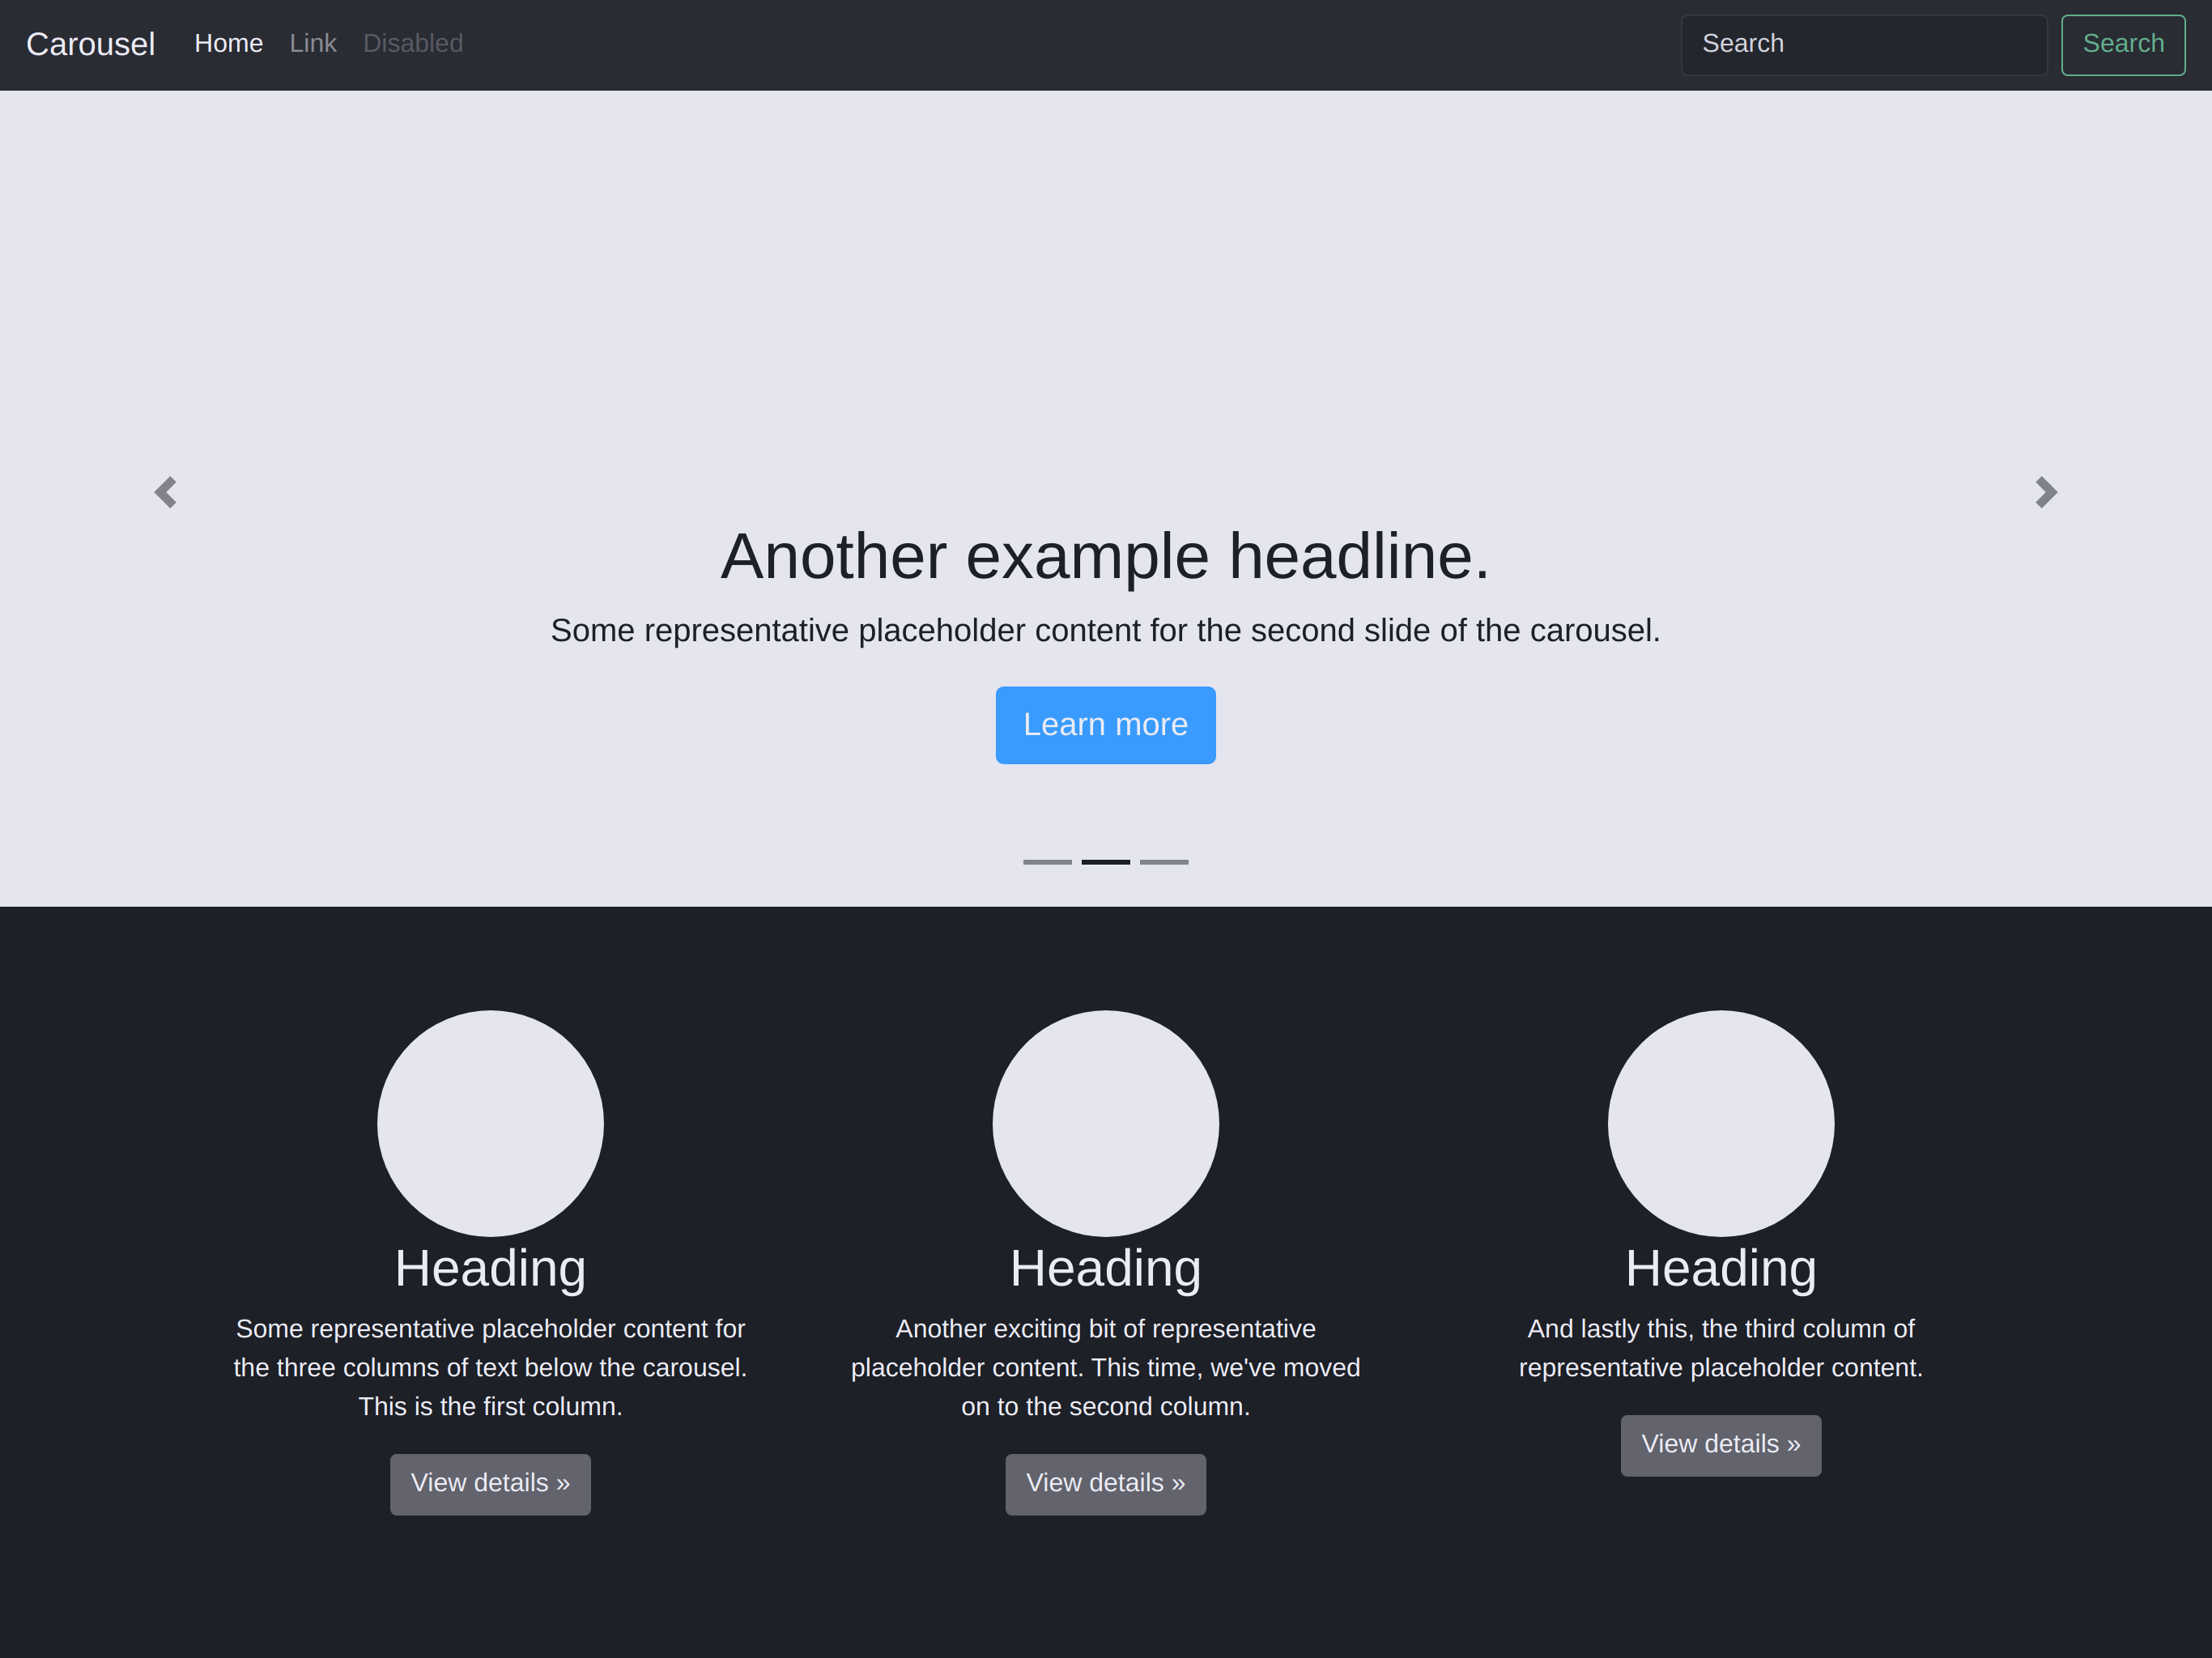 Carousel Home Link Disabled Search Search
Another example headline.
Some representative placeholder content for the second slide of the carousel.
Learn more
Heading
Some representative placeholder content for
the three columns of text below the carousel.
This is the first column.
View details »
Heading
Another exciting bit of representative
placeholder content. This time, we've moved
on to the second column.
View details »
Heading
And lastly this, the third column of
representative placeholder content.
View details »